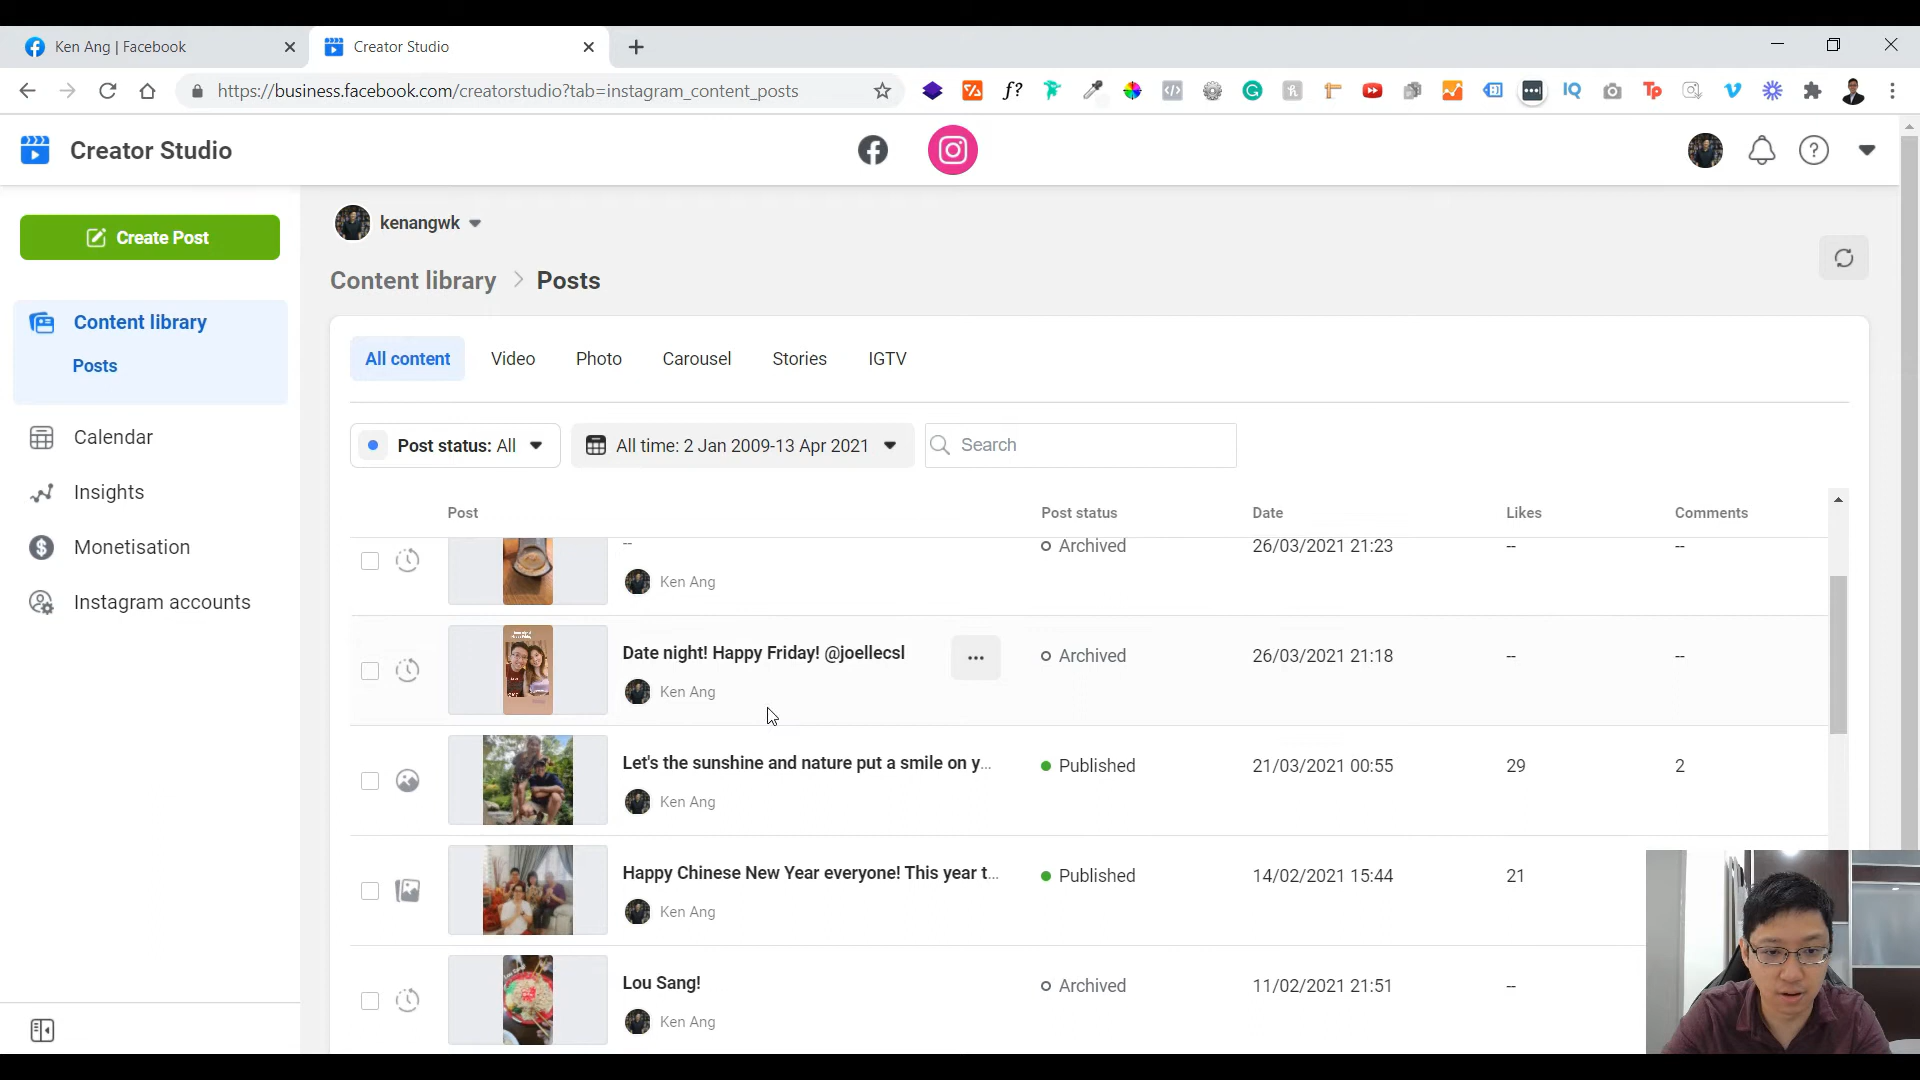 Ken Ang | Facebook
Creator Studio
https://business.facebook.com/creatorstudio?tab=instagram_content_posts
Creator Studio
Create Post
kenangwk
Content library > Posts
Content library
Posts
Calendar
Insights
Monetisation
Instagram accounts
All content Video Photo Carousel Stories IGTV
Post status: All
All time: 2 Jan 2009-13 Apr 2021
Search
Post Post status Date Likes Comments
-- Archived 26/03/2021 21:23 -- --
Ken Ang
Date night! Happy Friday! @joellecsl ... Archived 26/03/2021 21:18 -- --
Ken Ang
Let's the sunshine and nature put a smile on y... Published 21/03/2021 00:55 29 2
Ken Ang
Happy Chinese New Year everyone! This year t... Published 14/02/2021 15:44 21
Ken Ang
Lou Sang! Archived 11/02/2021 21:51 --
Ken Ang